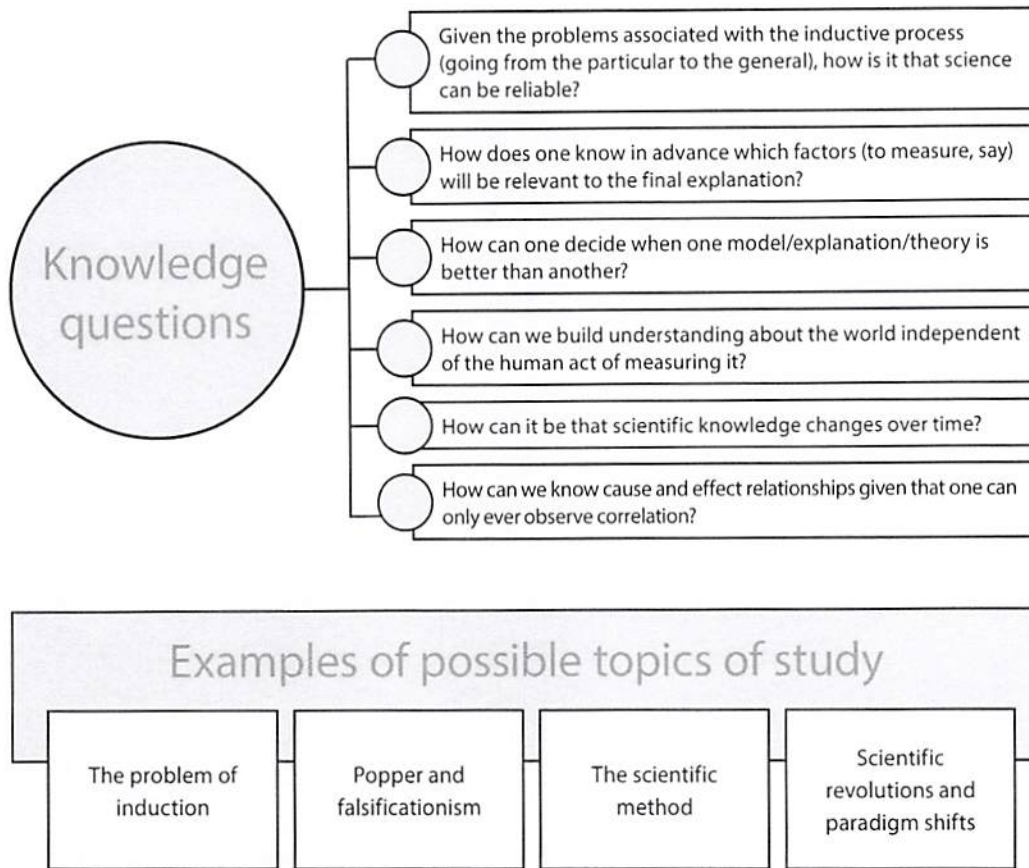 Knowledge
questions
Given the problems associated with the inductive process
(going from the particular to the general), how is it that science
can be reliable?
How does one know in advance which factors (to measure, say)
will be relevant to the final explanation?
How can one decide when one model/explanation/theory is
better than another?
How can we build understanding about the world independent
of the human act of measuring it?
How can it be that scientific knowledge changes over time?
How can we know cause and effect relationships given that one can
only ever observe correlation?
Examples of possible topics of study
The problem of
induction
Popper and
falsificationism
The scientific
method
Scientific
revolutions and
paradigm shifts